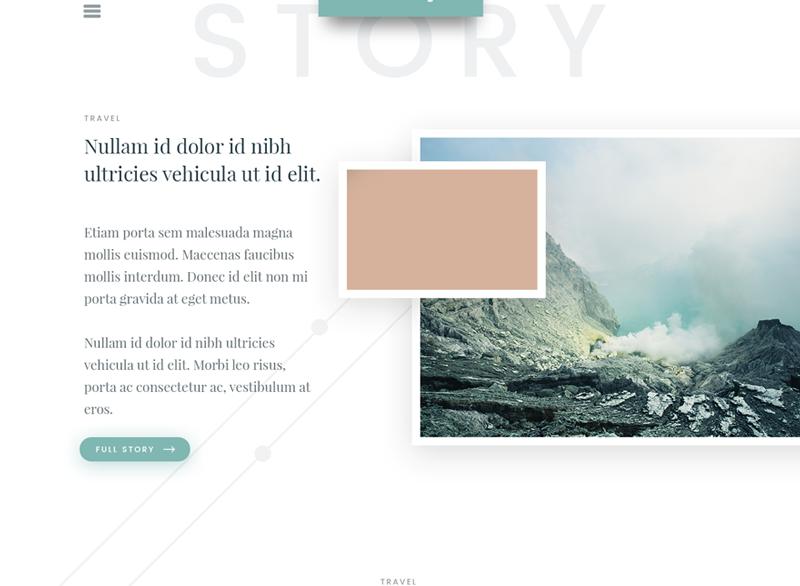 STORY
TRAVEL
Nullam id dolor id nibh
ultricies vehicula ut id elit.
Etiam porta sem malesuada magna
mollis euismod. Maecenas faucibus
mollis interdum. Donec id elit non mi
porta gravida at eget metus.
Nullam id dolor id nibh ultricies
vehicula ut id elit. Morbi leo risus,
porta ac consectetur ac, vestibulum at
eros.
FULL STORY →
TRAVEL